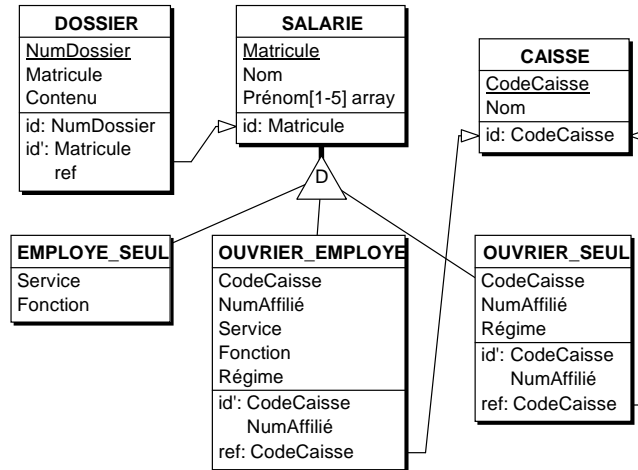 DOSSIER
NumDossier
Matricule
Contenu
id: NumDossier
id': Matricule
ref
SALARIE
Matricule
Nom
Prénom[1-5] array
id: Matricule
CAISSE
CodeCaisse
Nom
id: CodeCaisse
D
EMPLOYE_SEUL
Service
Fonction
OUVRIER_EMPLOYE
CodeCaisse
NumAffilié
Service
Fonction
Régime
id': CodeCaisse
NumAffilié
ref: CodeCaisse
OUVRIER_SEUL
CodeCaisse
NumAffilié
Régime
id': CodeCaisse
NumAffilié
ref: CodeCaisse